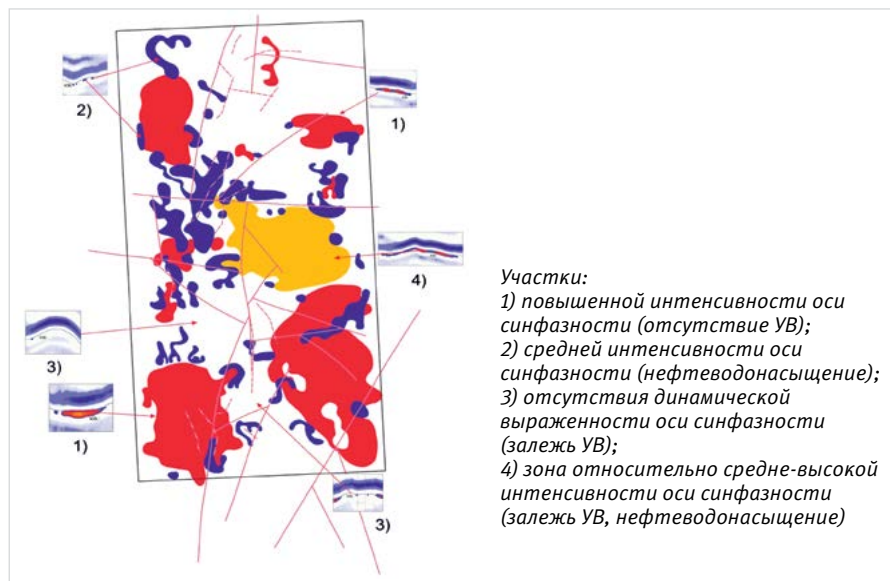 2)
1)
4)
3)
1)
3)
Участки:
1) повышенной интенсивности оси
синфазности (отсутствие УВ);
2) средней интенсивности оси
синфазности (нефтеводонасыщение);
3) отсутствия динамической
выраженности оси синфазности
(залежь УВ);
4) зона относительно средне-высокой
интенсивности оси синфазности
(залежь УВ, нефтеводонасыщение)